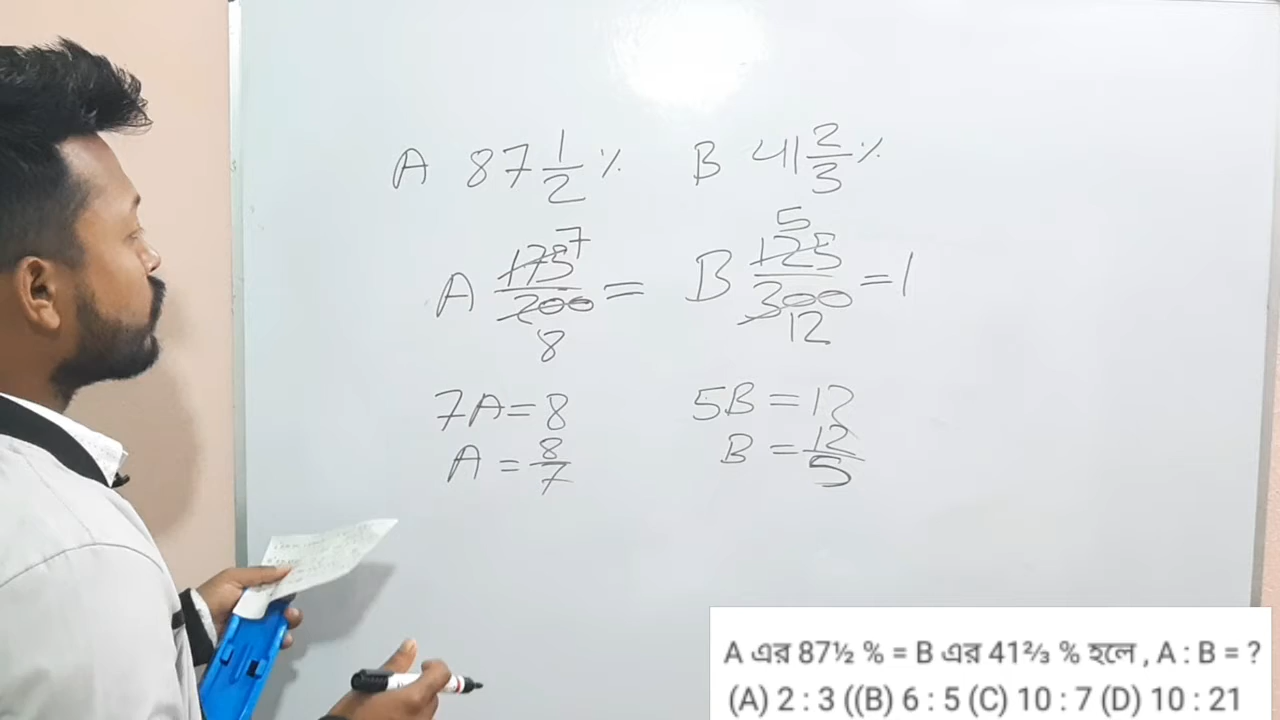 A 87 1/2 % B 41 2/3 %
A 175/200 = B 125/300 = 1
7 5
8 12
7A = 8 5B = 12
A = 8/7 B = 12/5
A এর 87½ % = B এর 41⅔ % হলে , A : B = ?
(A) 2 : 3 ((B) 6 : 5 (C) 10 : 7 (D) 10 : 21